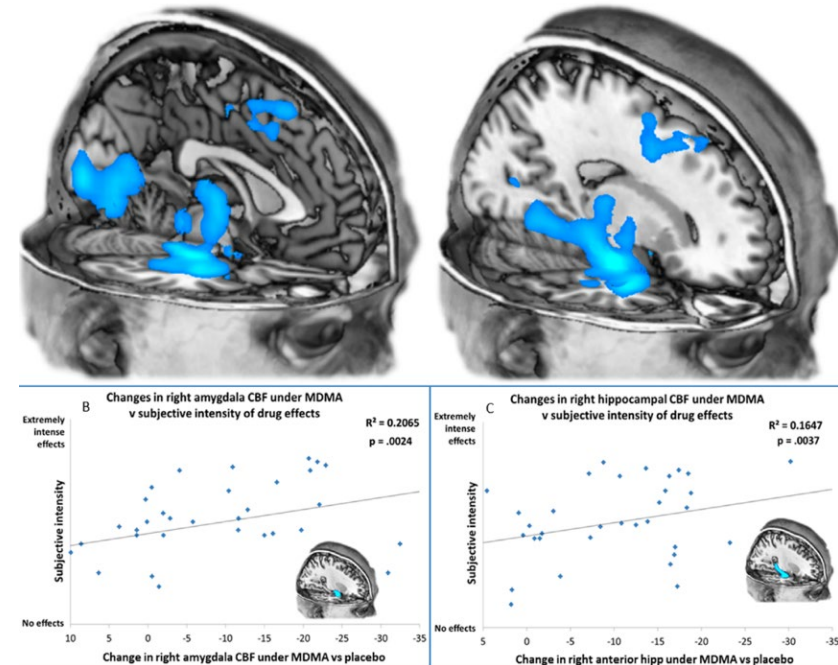 B
Changes in right amygdala CBF under MDMA
v subjective intensity of drug effects
Extremely
intense
effects
R² = 0.2065
p = .0024
Subjective intensity
No effects
10 5 0 -5 -10 -15 -20 -25 -30 -35
Change in right amygdala CBF under MDMA vs placebo
C
Changes in right hippocampal CBF under MDMA
v subjective intensity of drug effects
Extremely
intense
effects
R² = 0.1647
p = .0037
Subjective intensity
No effects
5 0 -5 -10 -15 -20 -25 -30 -35
Change in right anterior hipp under MDMA vs placebo